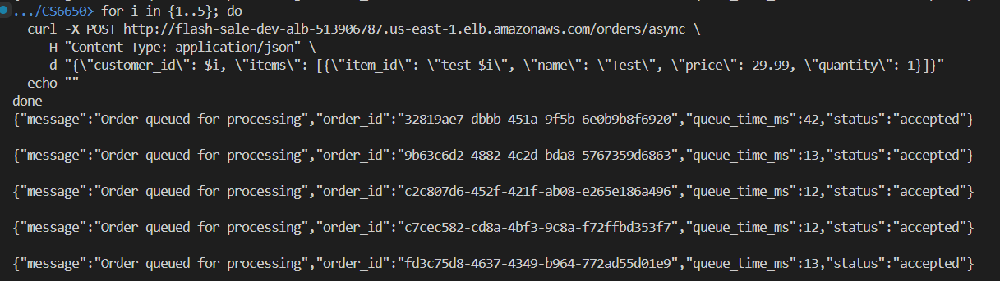 .../CS6650> for i in {1..5}; do
  curl -X POST http://flash-sale-dev-alb-513906787.us-east-1.elb.amazonaws.com/orders/async \
    -H "Content-Type: application/json" \
    -d "{\"customer_id\": $i, \"items\": [{\"item_id\": \"test-$i\", \"name\": \"Test\", \"price\": 29.99, \"quantity\": 1}]}"
  echo ""
done
{"message":"Order queued for processing","order_id":"32819ae7-dbbb-451a-9f5b-6e0b9b8f6920","queue_time_ms":42,"status":"accepted"}
{"message":"Order queued for processing","order_id":"9b63c6d2-4882-4c2d-bda8-5767359d6863","queue_time_ms":13,"status":"accepted"}
{"message":"Order queued for processing","order_id":"c2c807d6-452f-421f-ab08-e265e186a496","queue_time_ms":12,"status":"accepted"}
{"message":"Order queued for processing","order_id":"c7cec582-cd8a-4bf3-9c8a-f72ffbd353f7","queue_time_ms":12,"status":"accepted"}
{"message":"Order queued for processing","order_id":"fd3c75d8-4637-4349-b964-772ad55d01e9","queue_time_ms":13,"status":"accepted"}